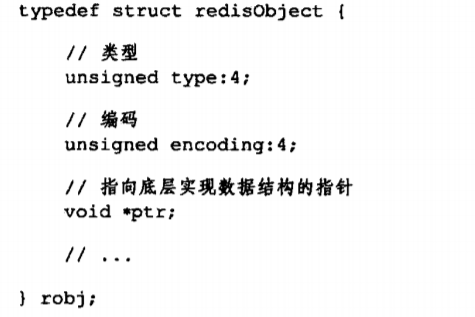 typedef struct redisObject {
// 类型
unsigned type:4;
// 编码
unsigned encoding:4;
// 指向底层实现数据结构的指针
void *ptr;
// ...
} robj;